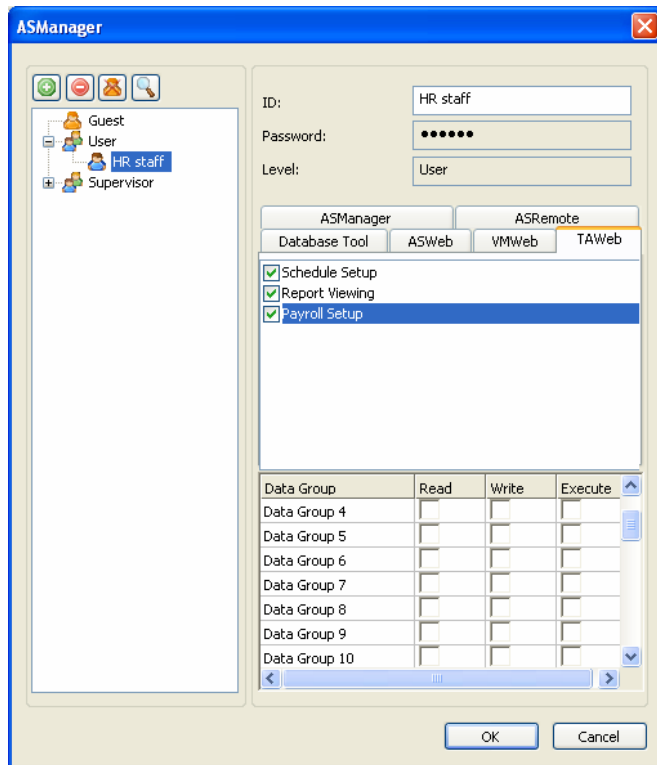 ASManager
Guest
User
HR staff
Supervisor
ID: HR staff
Password: ●●●●●●
Level: User
ASManager ASRemote
Database Tool ASWeb VMWeb TAWeb
Schedule Setup
Report Viewing
Payroll Setup
Data Group Read Write Execute
Data Group 4
Data Group 5
Data Group 6
Data Group 7
Data Group 8
Data Group 9
Data Group 10
OK Cancel